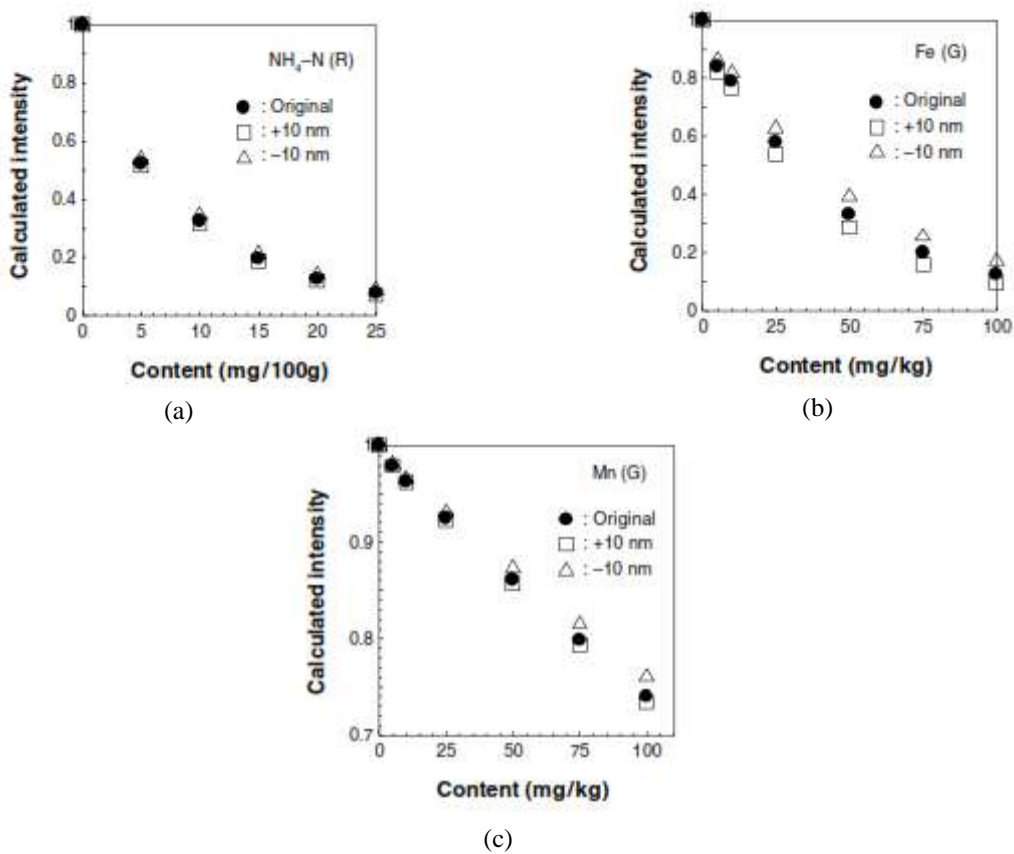 1
0.8
0.6
0.4
0.2
0
0 5 10 15 20 25
Calculated intensity
Content (mg/100g)
NH4–N (R)
: Original
: +10 nm
: –10 nm
(a)
1
0.8
0.6
0.4
0.2
0
0 25 50 75 100
Calculated intensity
Content (mg/kg)
Fe (G)
: Original
: +10 nm
: –10 nm
(b)
1
0.9
0.8
0.7
0 25 50 75 100
Calculated intensity
Content (mg/kg)
Mn (G)
: Original
: +10 nm
: –10 nm
(c)